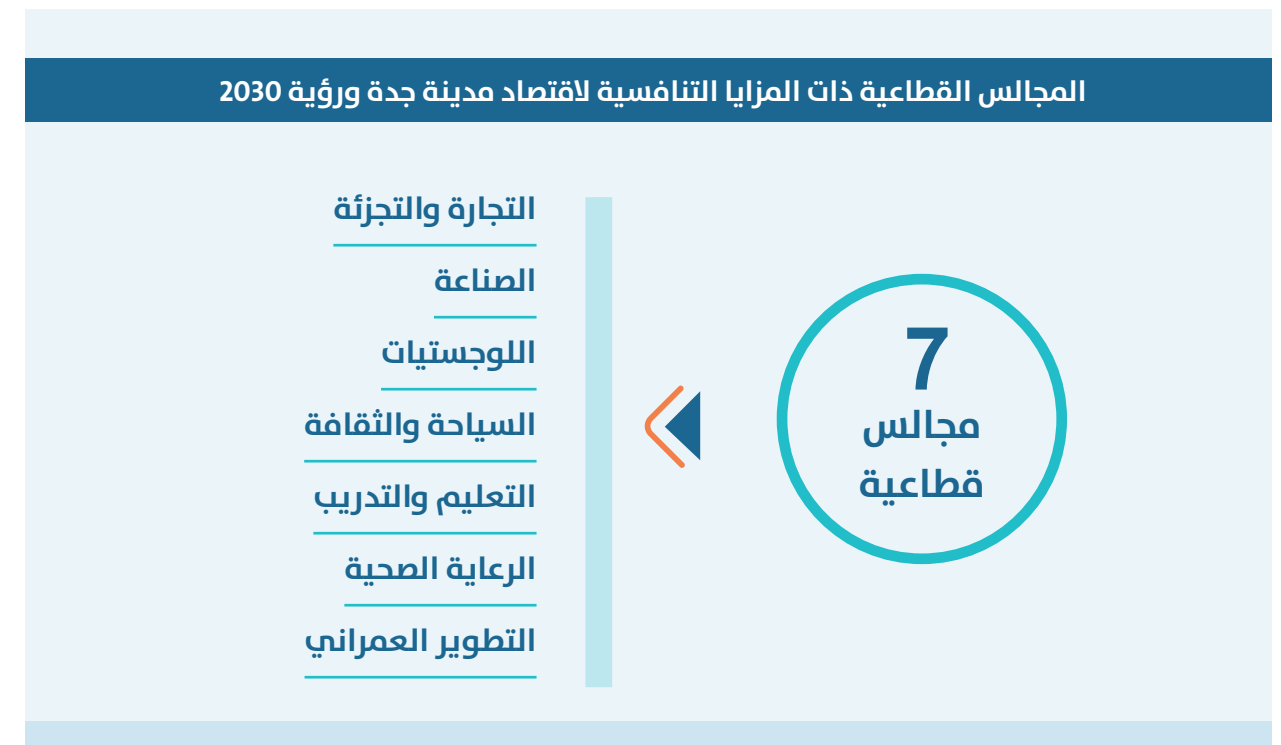 المجالس القطاعية ذات المزايا التنافسية لاقتصاد مدينة جدة ورؤية 2030
7
مجالس
قطاعية
التجارة والتجزئة
الصناعة
اللوجستيات
السياحة والثقافة
التعليم والتدريب
الرعاية الصحية
التطوير العمراني